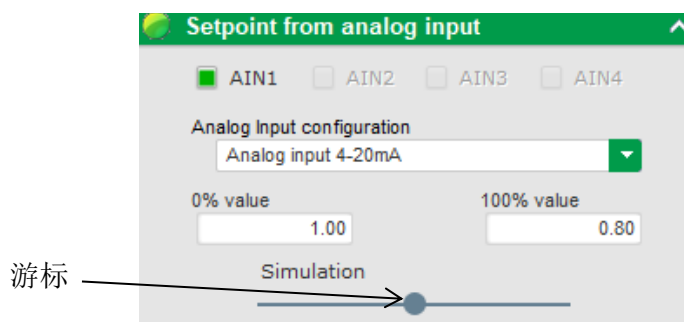 Setpoint from analog input
AIN1 AIN2 AIN3 AIN4
Analog Input configuration
Analog input 4-20mA
0% value 100% value
1.00 0.80
游标 Simulation